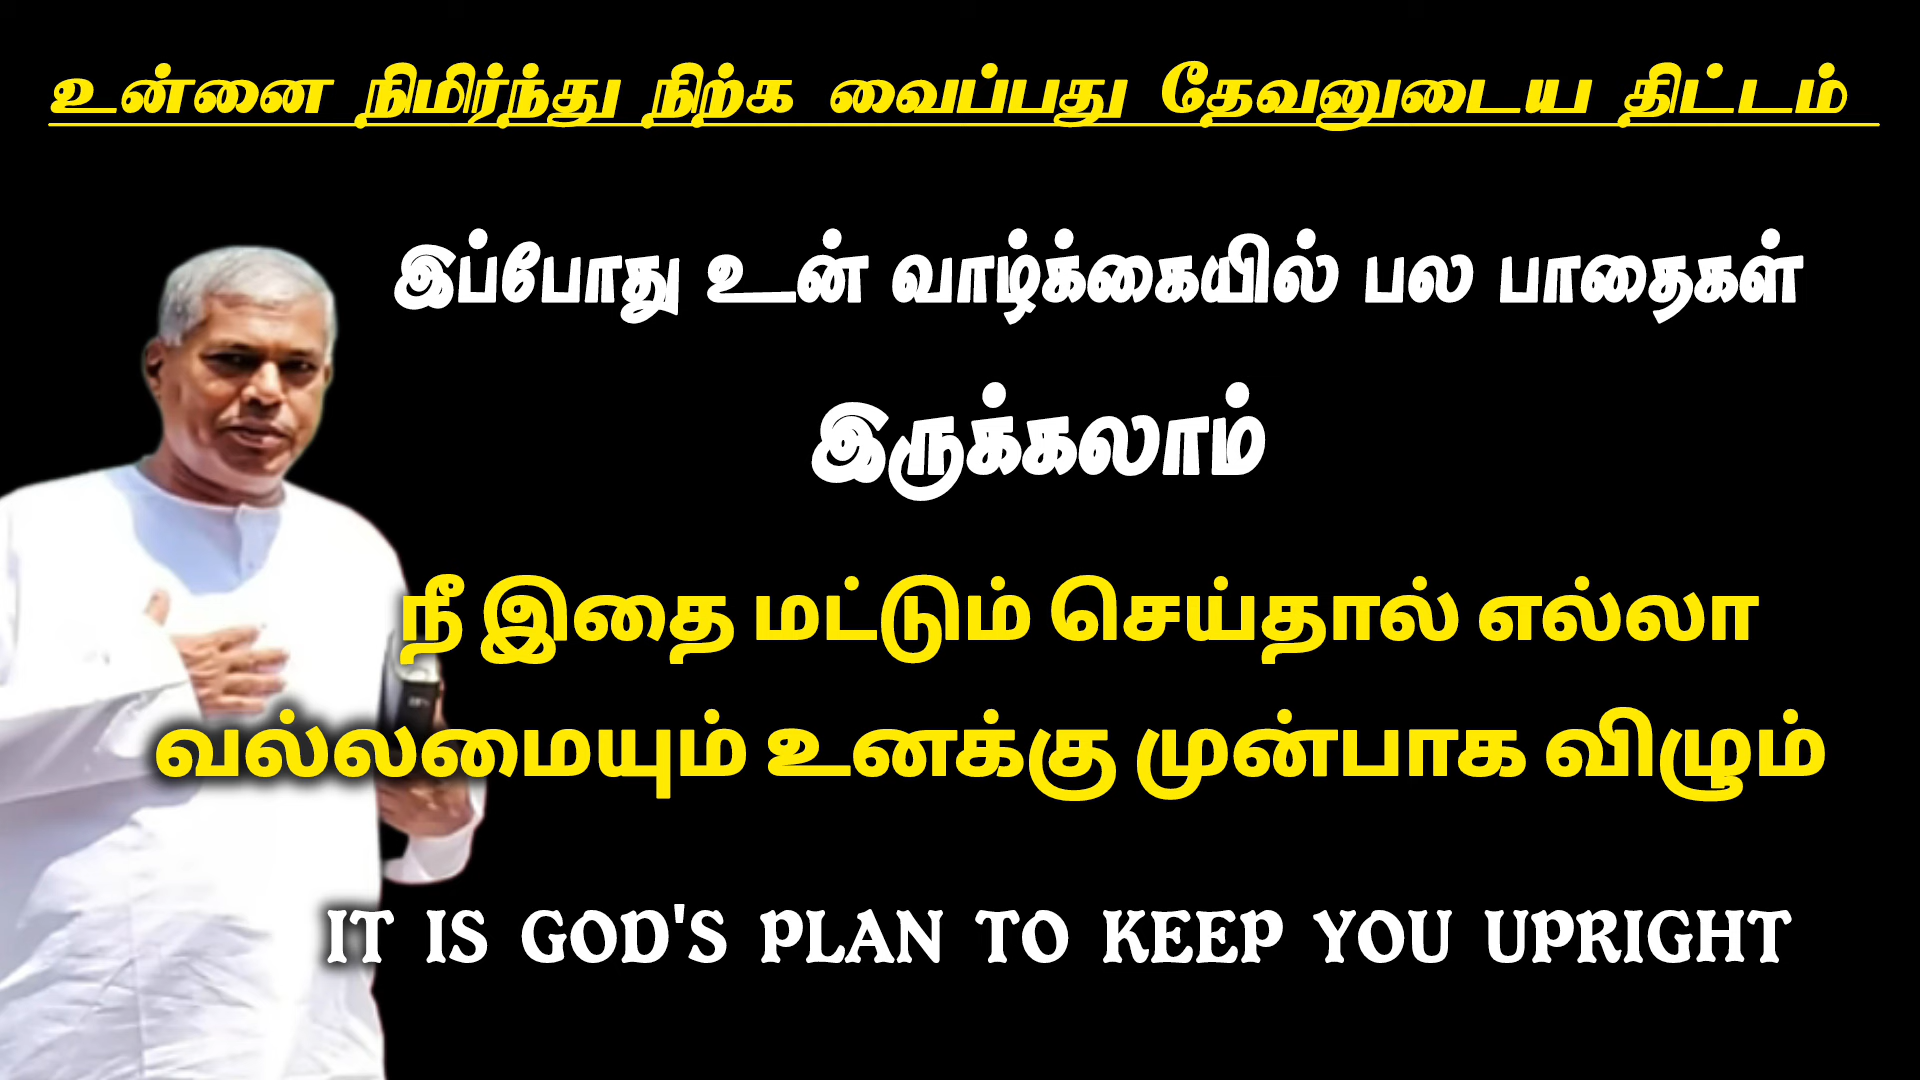 உன்னை நிமிர்ந்து நிற்க வைப்பது தேவனுடைய திட்டம்
இப்போது உன் வாழ்க்கையில் பல பாதைகள்
இருக்கலாம்
நீ இதை மட்டும் செய்தால் எல்லா
வல்லமையும் உனக்கு முன்பாக விழும்
IT IS GOD'S PLAN TO KEEP YOU UPRIGHT